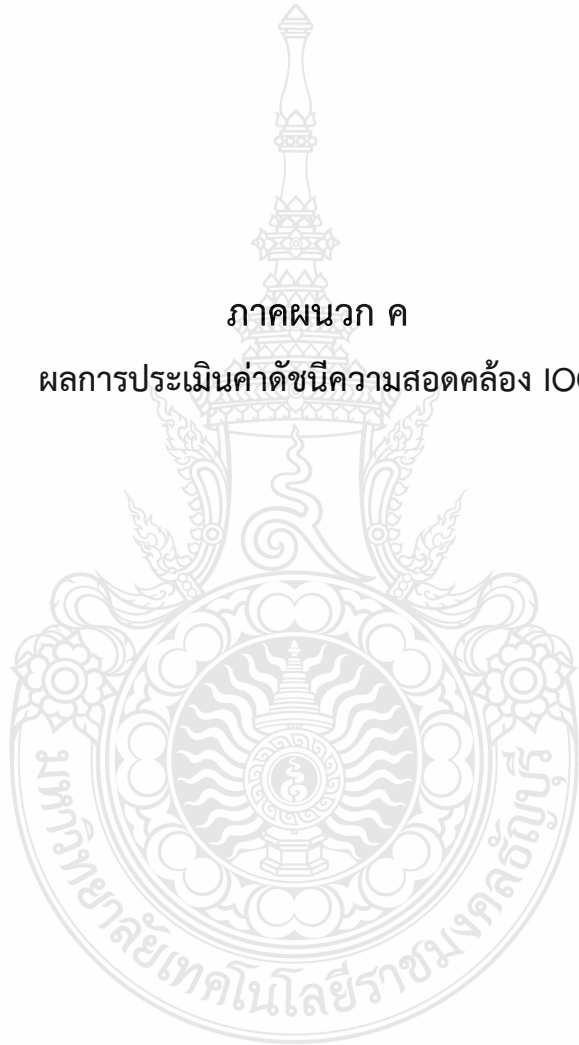 ภาคผนวก ค
ผลการประเมินค่าดัชนีความสอดคล้อง
มหาวิทยาลัยเทคโนโลยีราชมงคลธัญบุรี